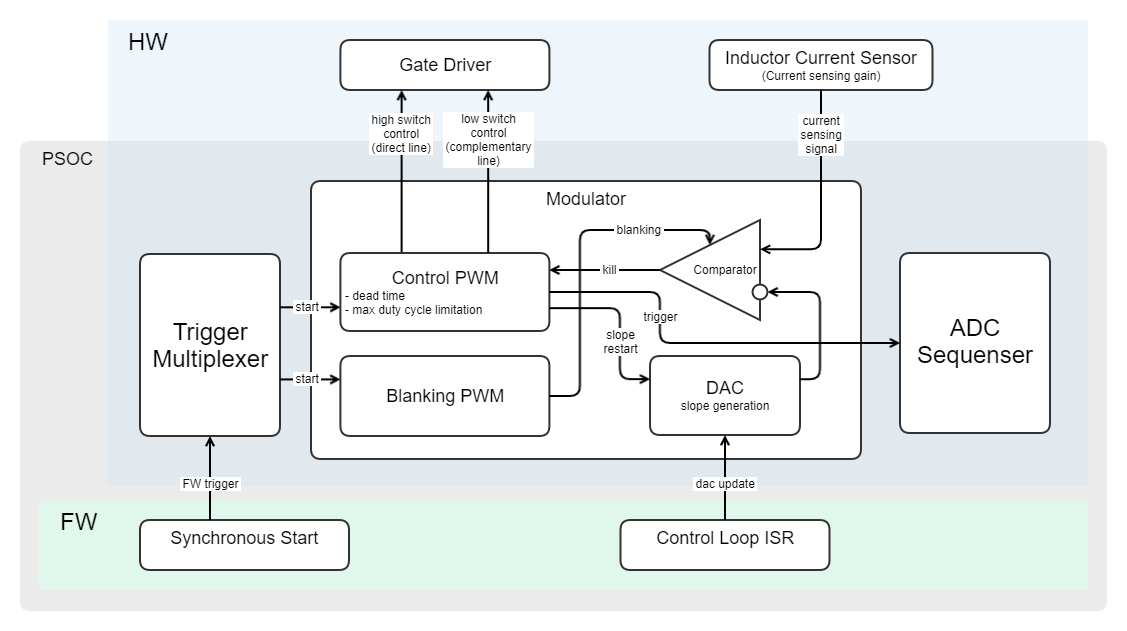 HW
Gate Driver
Inductor Current Sensor
(Current sensing gain)
high switch
control
(direct line)
low switch
control
(complementary
line)
current
sensing
signal
PSOC
Modulator
blanking
Comparator
kill
Control PWM
- dead time
- max duty cycle limitation
start
trigger
slope
restart
Trigger
Multiplexer
ADC
Sequenser
start
Blanking PWM
DAC
slope generation
FW trigger
dac update
FW
Synchronous Start
Control Loop ISR